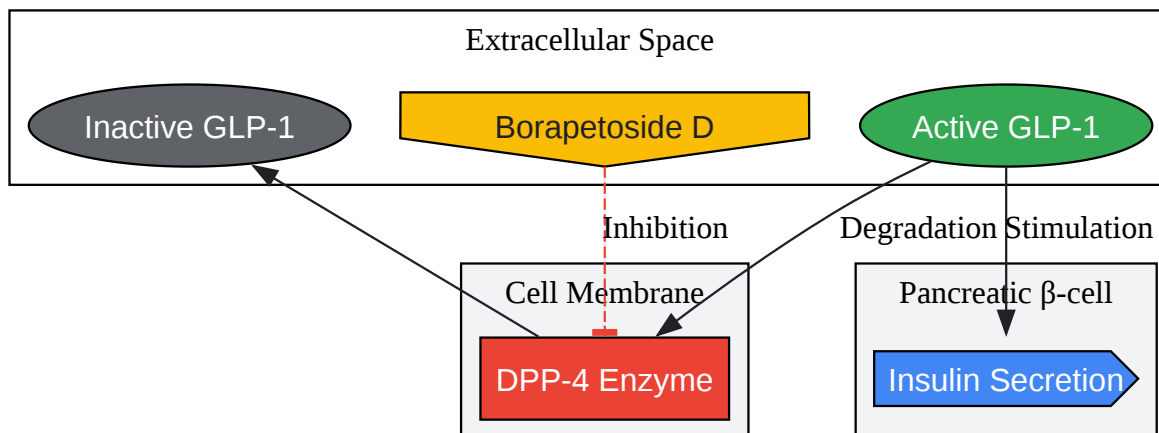 Extracellular Space
Inactive GLP-1
Borapetoside D
Active GLP-1
Inhibition
Degradation
Stimulation
Cell Membrane
Pancreatic β-cell
DPP-4 Enzyme
Insulin Secretion